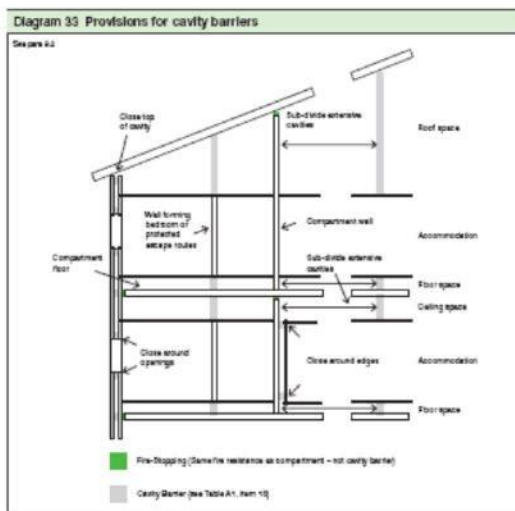 Diagram 33 Provisions for cavity barriers
See para 9.3
Close top
of cavity
Sub-divide extensive
cavities
Roof space
Wall forming
bedroom or
protected
escape routes
Compartment wall
Accommodation
Compartment
floor
Sub-divide extensive
cavities
Floor space
Ceiling space
Close around
openings
Close around edges
Accommodation
Floor space
Fire-Stopping (Same fire resistance as compartment – not cavity barrier)
Cavity Barrier (see Table A1, item 15)